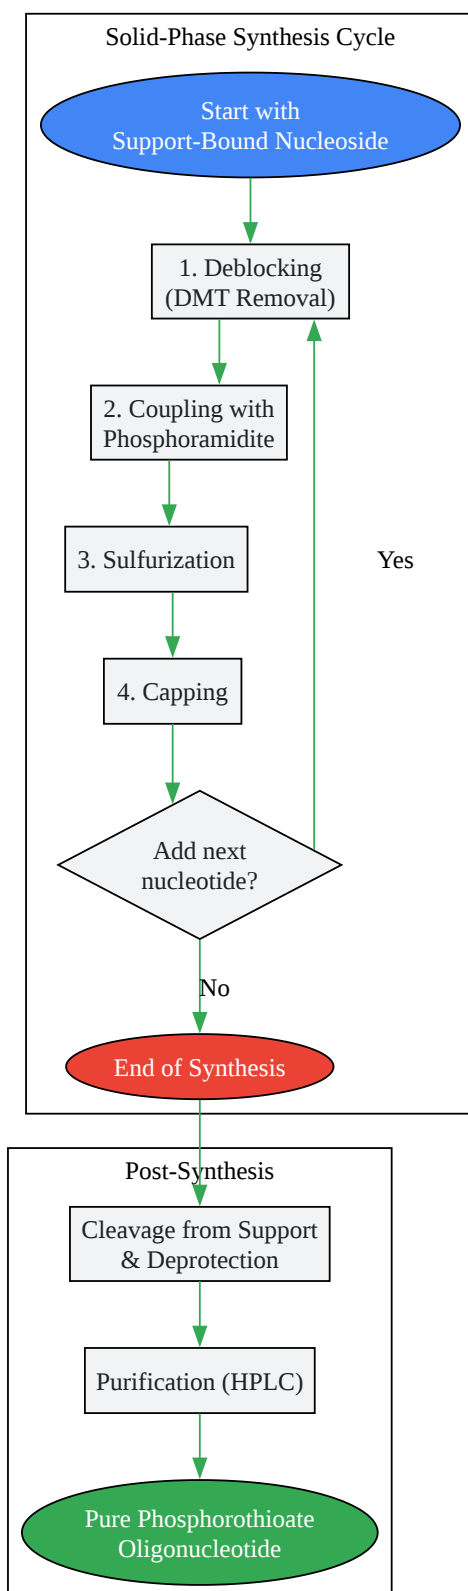 Solid-Phase Synthesis Cycle
Start with
Support-Bound Nucleoside
1. Deblocking
(DMT Removal)
2. Coupling with
Phosphoramidite
3. Sulfurization
Yes
4. Capping
Add next
nucleotide?
No
End of Synthesis
Post-Synthesis
Cleavage from Support
& Deprotection
Purification (HPLC)
Pure Phosphorothioate
Oligonucleotide